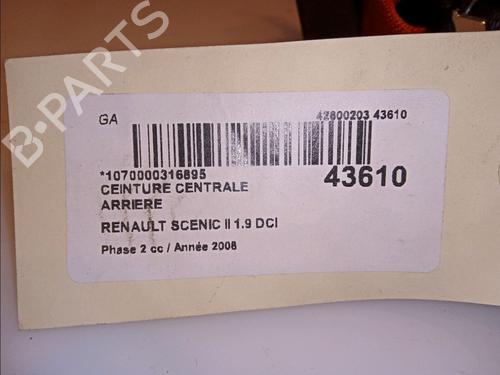 B-PARTS
GA
42800203 43610
*1070000316895
43610
CEINTURE CENTRALE
ARRIERE
RENAULT SCENIC II 1.9 DCI
Phase 2 cc / Année 2008